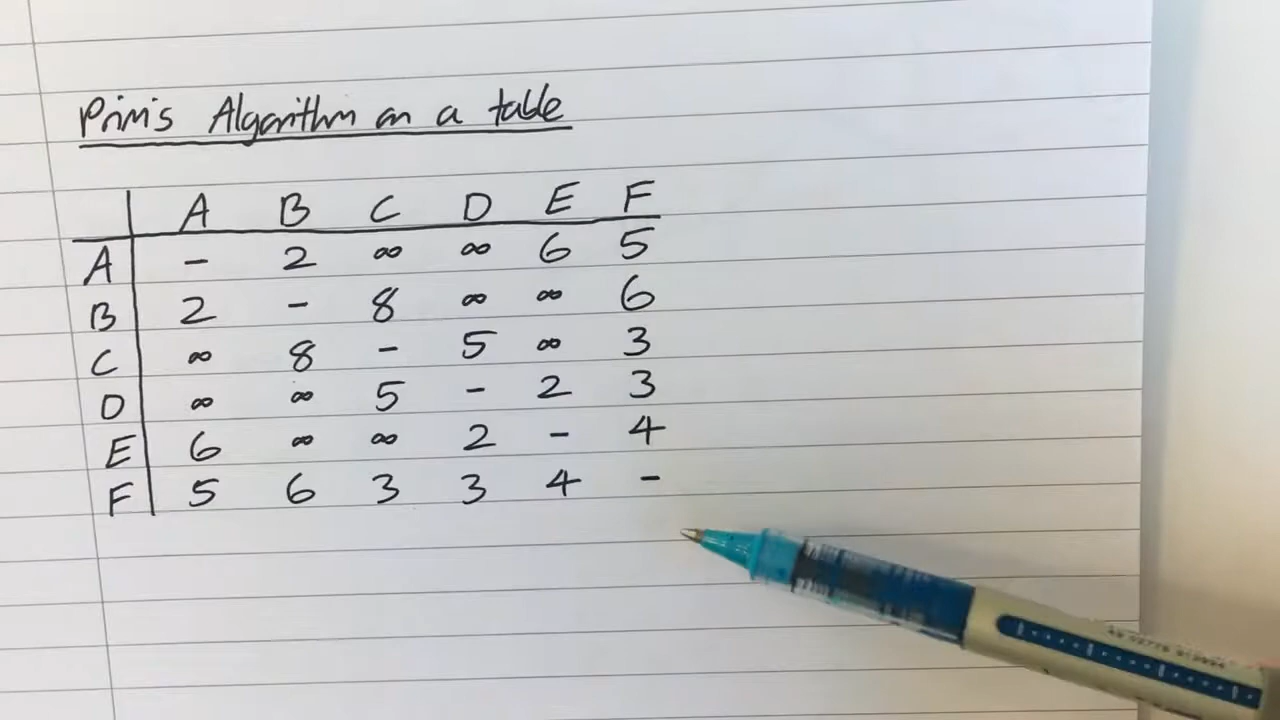 Prim's Algorithm on a table
A B C D E F
A - 2 ∞ ∞ 6 5
B 2 - 8 ∞ ∞ 6
C ∞ 8 - 5 ∞ 3
D ∞ ∞ 5 - 2 3
E 6 ∞ ∞ 2 - 4
F 5 6 3 3 4 -